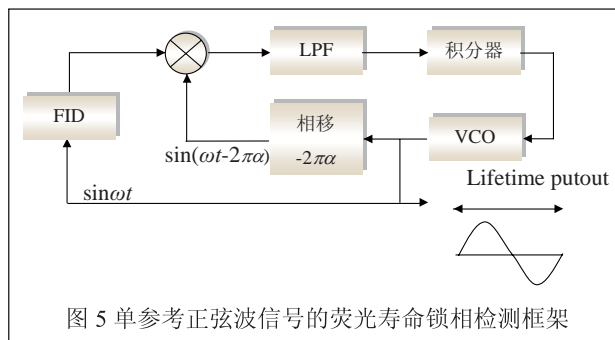 LPF
积分器
FID
相移
-2πα
VCO
sin(ωt-2πα)
sinωt
Lifetime putout
图 5 单参考正弦波信号的荧光寿命锁相检测框架